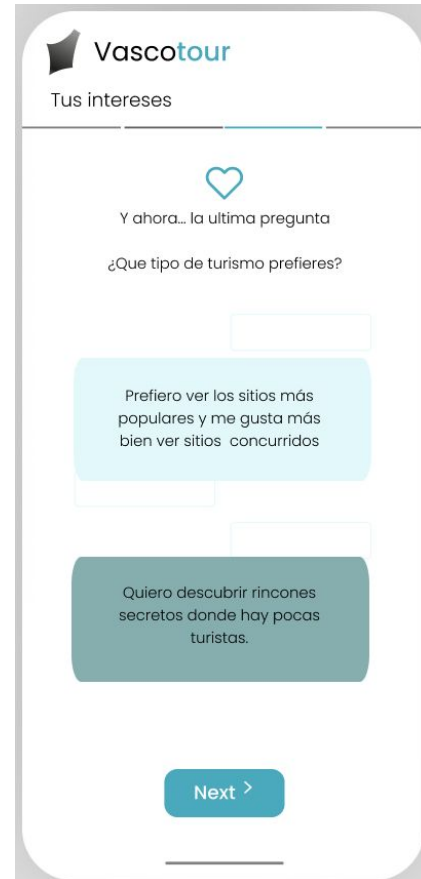 Vascotour
Tus intereses
Y ahora... la ultima pregunta
¿Que tipo de turismo prefieres?
Prefiero ver los sitios más
populares y me gusta más
bien ver sitios concurridos
Quiero descubrir rincones
secretos donde hay pocas
turistas.
Next >